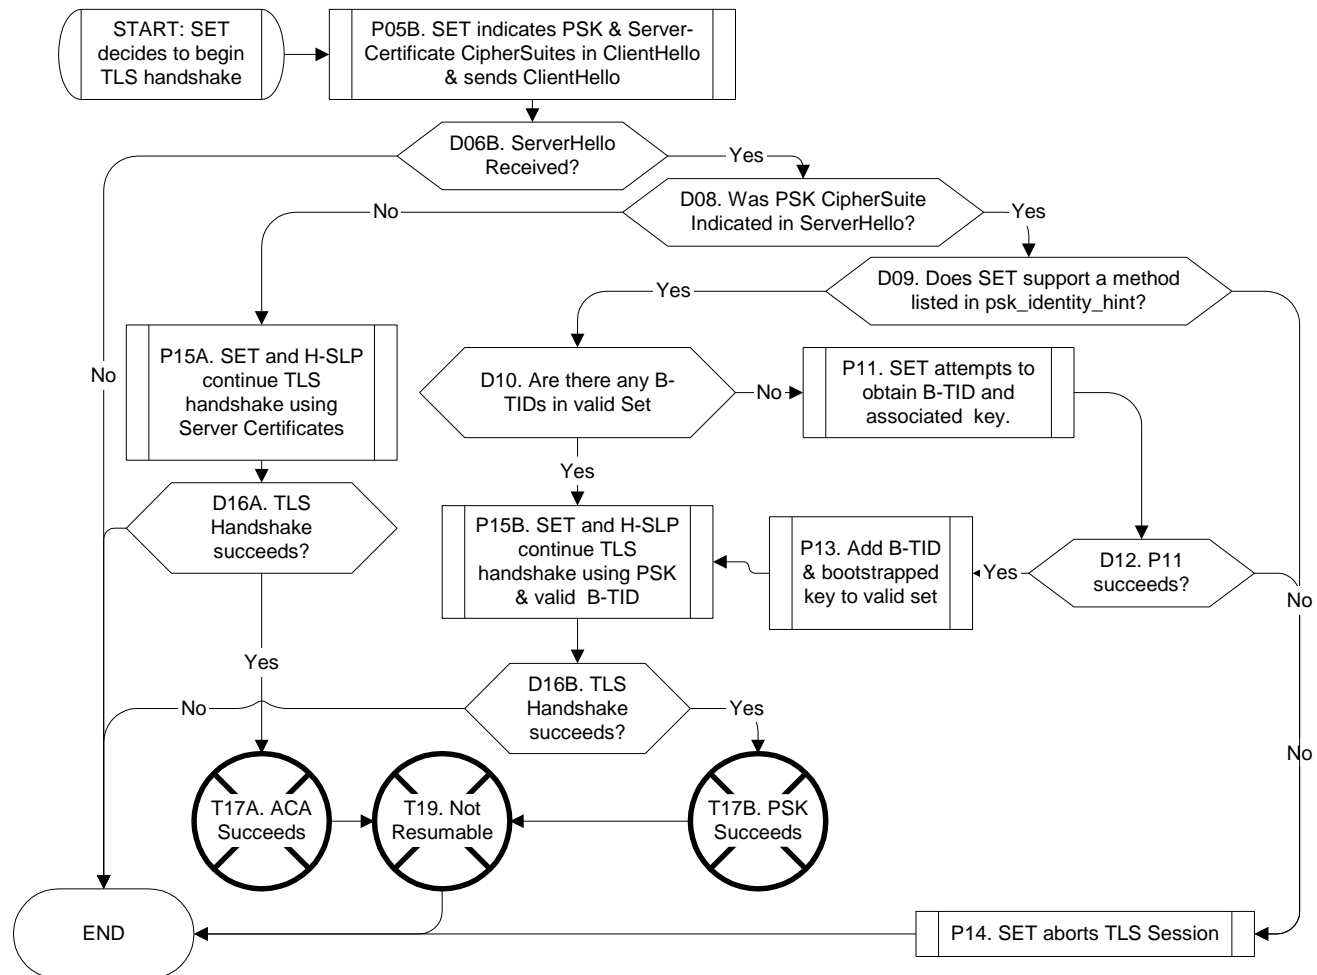 START: SET
decides to begin
TLS handshake
P05B. SET indicates PSK & Server-
Certificate CipherSuites in ClientHello
& sends ClientHello
D06B. ServerHello
Received?
Yes
D08. Was PSK CipherSuite
Indicated in ServerHello?
No
Yes
D09. Does SET support a method
listed in psk_identity_hint?
Yes
No
P15A. SET and H-SLP
continue TLS
handshake using
Server Certificates
D10. Are there any B-
TIDs in valid Set
No
P11. SET attempts to
obtain B-TID and
associated key.
Yes
D16A. TLS
Handshake
succeeds?
P15B. SET and H-SLP
continue TLS
handshake using PSK
& valid B-TID
P13. Add B-TID
& bootstrapped
key to valid set
Yes
D12. P11
succeeds?
No
Yes
D16B. TLS
Handshake
succeeds?
No
Yes
No
T17A. ACA
Succeeds
T19. Not
Resumable
T17B. PSK
Succeeds
END
P14. SET aborts TLS Session